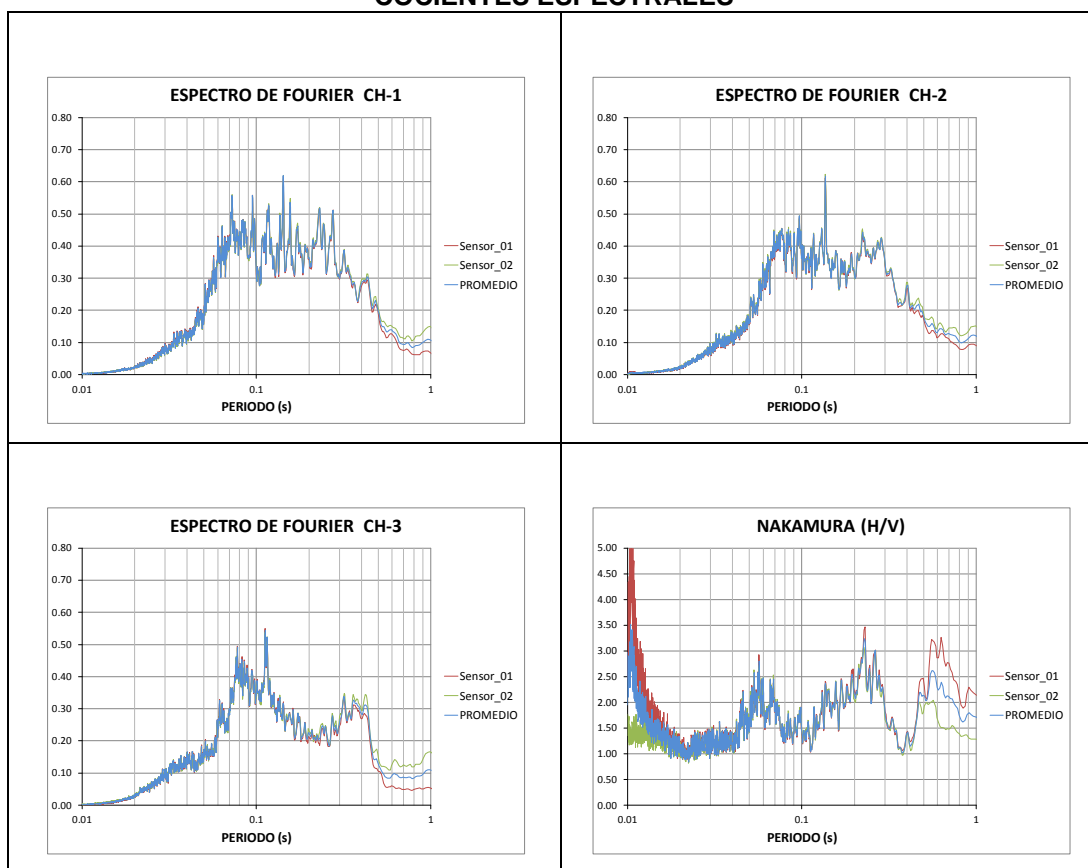 COCIENTES ESPECTRALES
ESPECTRO DE FOURIER CH-1
0.80
0.70
0.60
0.50
0.40
0.30
0.20
0.10
0.00
0.01 0.1 1
PERIODO (s)
Sensor_01
Sensor_02
PROMEDIO
ESPECTRO DE FOURIER CH-2
0.80
0.70
0.60
0.50
0.40
0.30
0.20
0.10
0.00
0.01 0.1 1
PERIODO (s)
Sensor_01
Sensor_02
PROMEDIO
ESPECTRO DE FOURIER CH-3
0.80
0.70
0.60
0.50
0.40
0.30
0.20
0.10
0.00
0.01 0.1 1
PERIODO (s)
Sensor_01
Sensor_02
PROMEDIO
NAKAMURA (H/V)
5.00
4.50
4.00
3.50
3.00
2.50
2.00
1.50
1.00
0.50
0.00
0.01 0.1 1
PERIODO (s)
Sensor_01
Sensor_02
PROMEDIO